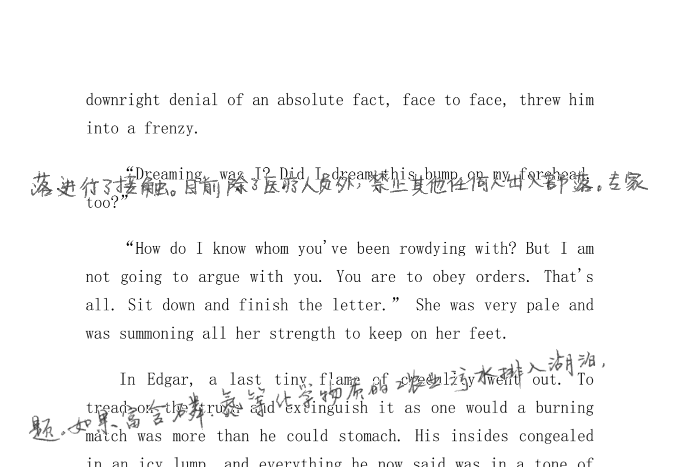 downright denial of an absolute fact, face to face, threw him
into a frenzy.
“Dreaming, was I? Did I dream this bump on my forehead,
落进行了接触。目前除了医疗人员外，禁止其他任何人出入部落。专家
too?”
“How do I know whom you've been rowdying with? But I am
not going to argue with you. You are to obey orders. That's
all. Sit down and finish the letter.” She was very pale and
was summoning all her strength to keep on her feet.
In Edgar, a last tiny flame of credulity went out. To
题。如果富含磷、氮等化学物质的农业污水排入湖泊，
tread on the truth and extinguish it as one would a burning
match was more than he could stomach. His insides congealed
in an icy lump, and everything he now said was in a tone of